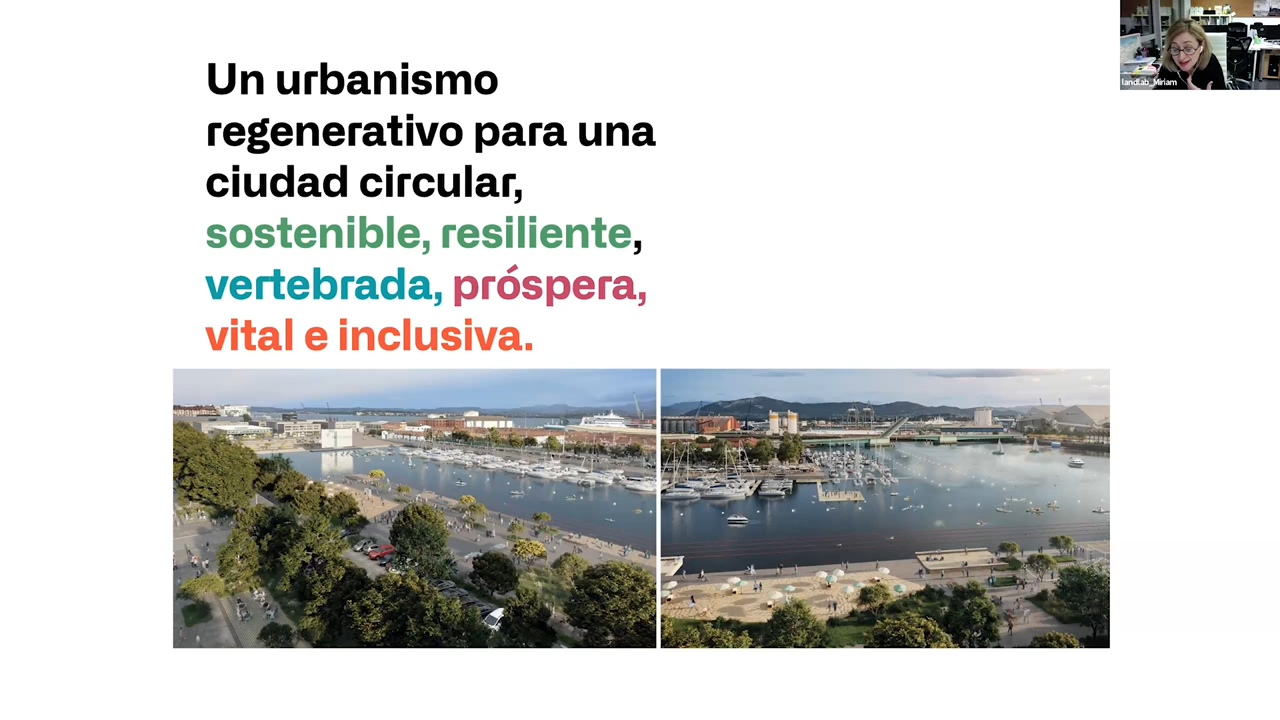 Un urbanismo
regenerativo para una
ciudad circular,
sostenible, resiliente,
vertebrada, próspera,
vital e inclusiva.
landlab_Miriam